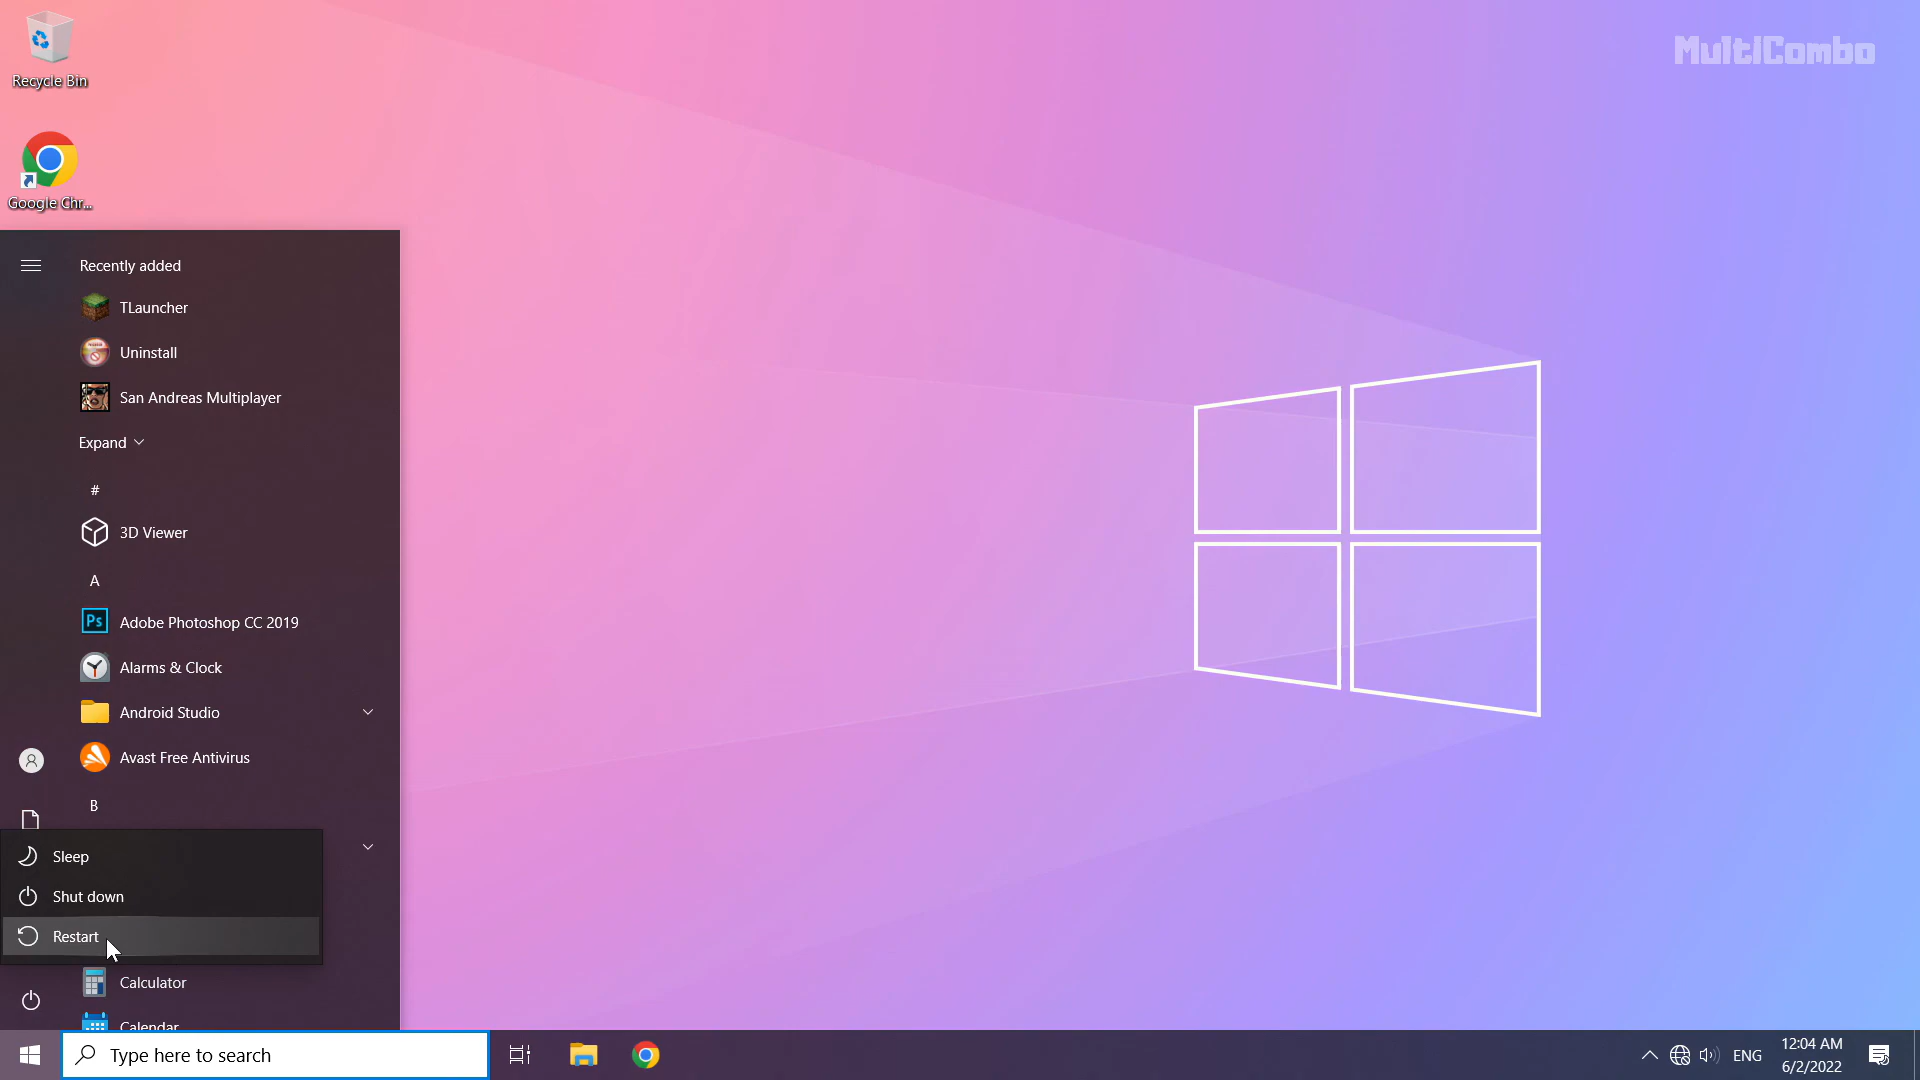 Recycle Bin
Google Chr...
MultiCombo
Recently added
TLauncher
Uninstall
San Andreas Multiplayer
Expand
#
3D Viewer
A
Ps
Adobe Photoshop CC 2019
Alarms & Clock
Android Studio
Avast Free Antivirus
B
Sleep
Shut down
Restart
Calculator
Calendar
Type here to search
ENG
12:04 AM
6/2/2022